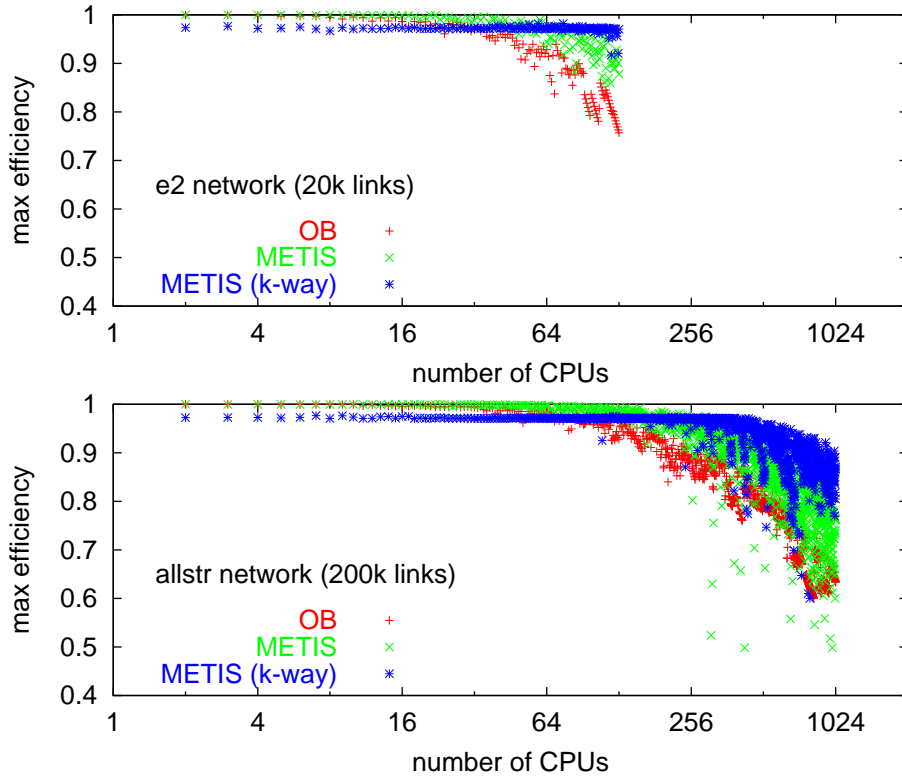 1
0.9
0.8
0.7
0.6
0.5
0.4
max efficiency
e2 network (20k links)
OB
METIS
METIS (k-way)
1 4 16 64 256 1024
number of CPUs
1
0.9
0.8
0.7
0.6
0.5
0.4
max efficiency
allstr network (200k links)
OB
METIS
METIS (k-way)
1 4 16 64 256 1024
number of CPUs